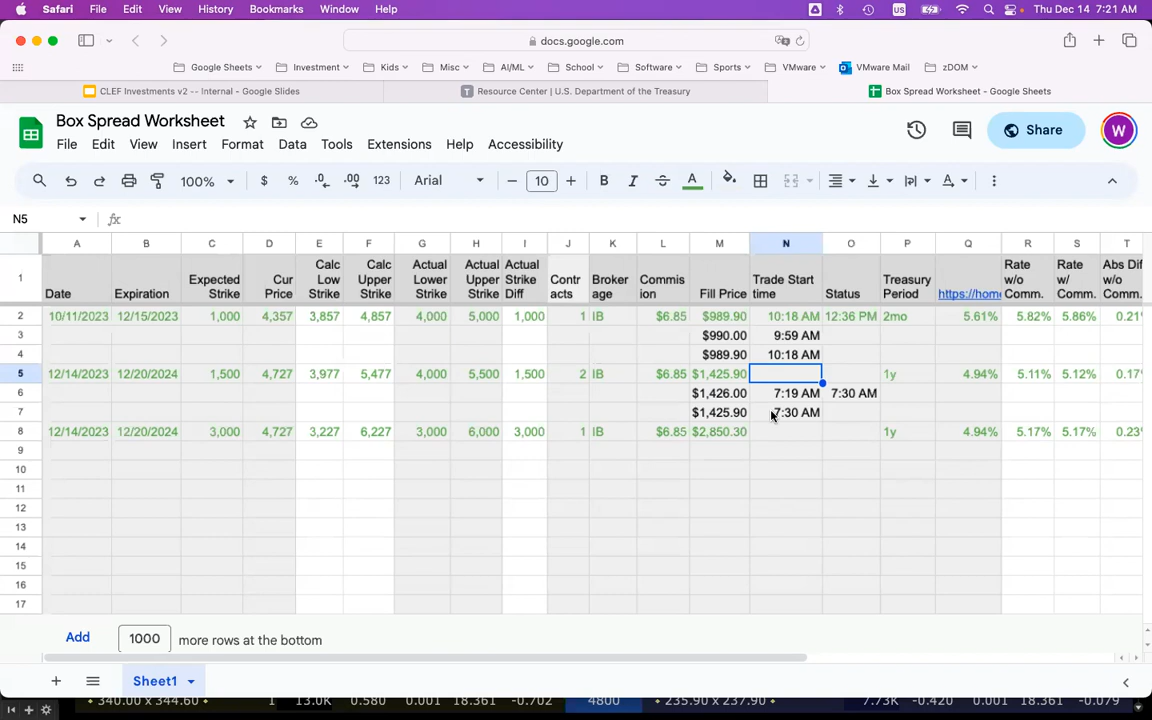 Safari File Edit View History Bookmarks Window Help US Thu Dec 14 7:21 AM
docs.google.com
Google Sheets Investment Kids Misc AI/ML School Software Sports VMware VMware Mail zDOM
CLEF Investments v2 -- Internal - Google Slides Resource Center | U.S. Department of the Treasury Box Spread Worksheet - Google Sheets
Box Spread Worksheet
Share W
File Edit View Insert Format Data Tools Extensions Help Accessibility
100% $ % .0 .00 123 Arial 10 B I A
N5 fx
A B C D E F G H I J K L M N O P Q R S T
1 Date Expiration Expected Strike Cur Price Calc Low Strike Calc Upper Strike Actual Lower Strike Actual Upper Strike Actual Strike Diff Contr acts Broker age Commis ion Fill Price Trade Start time Status Treasury Period https://home Rate w/o Comm. Rate w/ Comm. Abs Dif w/o Comm.
2 10/11/2023 12/15/2023 1,000 4,357 3,857 4,857 4,000 5,000 1,000 1 IB $6.85 $989.90 10:18 AM 12:36 PM 2mo 5.61% 5.82% 5.86% 0.21
3 $990.00 9:59 AM
4 $989.90 10:18 AM
5 12/14/2023 12/20/2024 1,500 4,727 3,977 5,477 4,000 5,500 1,500 2 IB $6.85 $1,425.90 1y 4.94% 5.11% 5.12% 0.17
6 $1,426.00 7:19 AM 7:30 AM
7 $1,425.90 7:30 AM
8 12/14/2023 12/20/2024 3,000 4,727 3,227 6,227 3,000 6,000 3,000 1 IB $6.85 $2,850.30 1y 4.94% 5.17% 5.17% 0.23
9
10
11
12
13
14
15
16
17
Add 1000 more rows at the bottom
Sheet1
340.00 x 344.60 1 13.0K 0.580 0.001 18.361 -0.702 4800 235.90 x 237.90 7.73K -0.420 0.001 18.361 -0.079